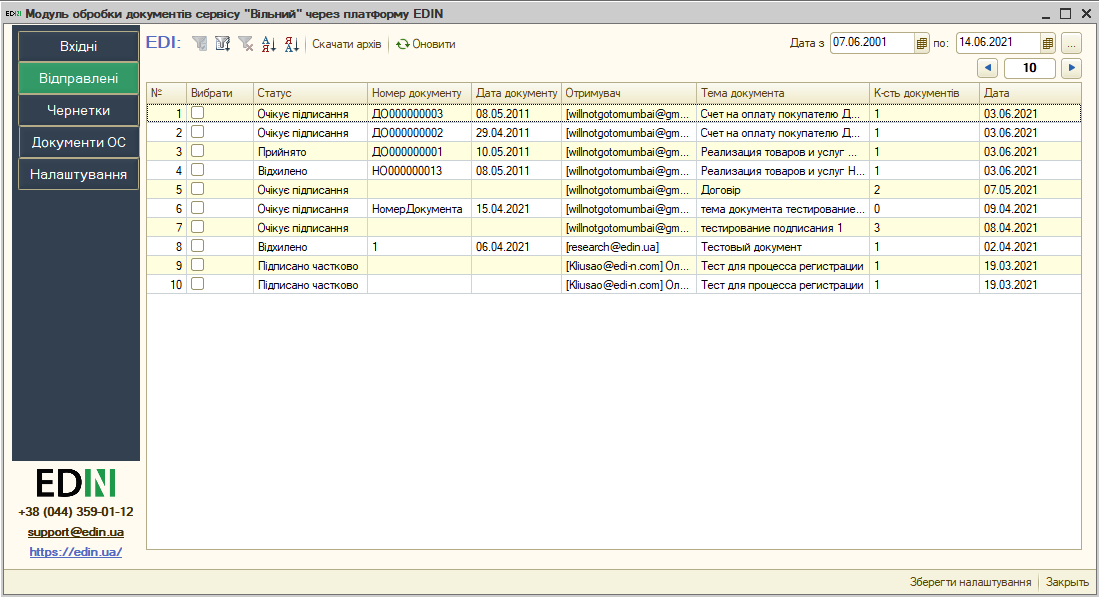 EDIN Модуль обробки документів сервісу "Вільний" через платформу EDIN
Вхідні
Відправлені
Чернетки
Документи ОС
Налаштування
EDIN
+38 (044) 359-01-12
support@edin.ua
https://edin.ua/
EDI: Скачати архів Оновити Дата з 07.06.2001 по: 14.06.2021 ...
10
№ Вибрати Статус Номер документу Дата документу Отримувач Тема документа К-сть документів Дата
1 Очікує підписання ДО000000003 08.05.2011 [willnotgotomumbai@gm... Счет на оплату покупателю Д... 1 03.06.2021
2 Очікує підписання ДО000000002 29.04.2011 [willnotgotomumbai@gm... Счет на оплату покупателю Д... 1 03.06.2021
3 Прийнято ДО000000001 10.05.2011 [willnotgotomumbai@gm... Реализация товаров и услуг ... 1 03.06.2021
4 Відхилено НО000000013 08.05.2011 [willnotgotomumbai@gm... Реализация товаров и услуг Н... 1 03.06.2021
5 Очікує підписання [willnotgotomumbai@gm... Договір 2 07.05.2021
6 Очікує підписання НомерДокумента 15.04.2021 [willnotgotomumbai@gm... тема документа тестирование... 0 09.04.2021
7 Очікує підписання [willnotgotomumbai@gm... тестирование подписания 1 3 08.04.2021
8 Відхилено 1 06.04.2021 [research@edin.ua] Тестовый документ 1 02.04.2021
9 Підписано частково [Kliusao@edi-n.com] Ол... Тест для процесса регистрации 1 19.03.2021
10 Підписано частково [Kliusao@edi-n.com] Ол... Тест для процесса регистрации 1 19.03.2021
Зберегти налаштування Закрыть